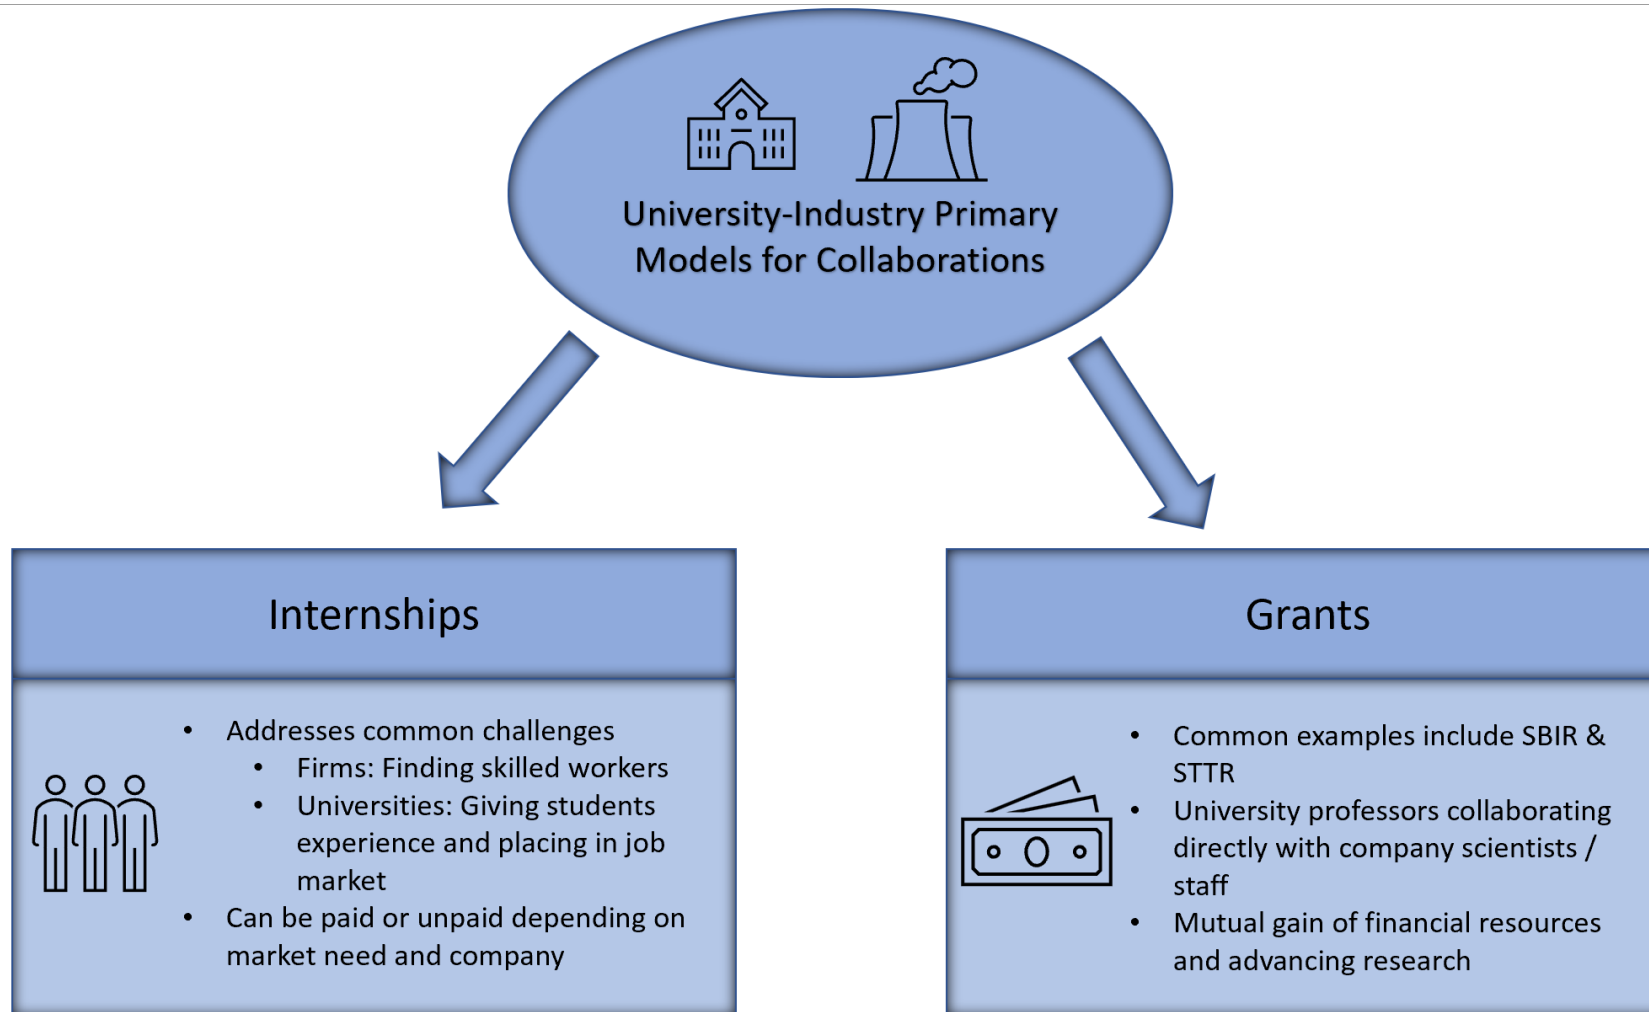 University-Industry Primary
Models for Collaborations
Internships
• Addresses common challenges
• Firms: Finding skilled workers
• Universities: Giving students
experience and placing in job
market
• Can be paid or unpaid depending on
market need and company
Grants
• Common examples include SBIR &
STTR
• University professors collaborating
directly with company scientists /
staff
• Mutual gain of financial resources
and advancing research